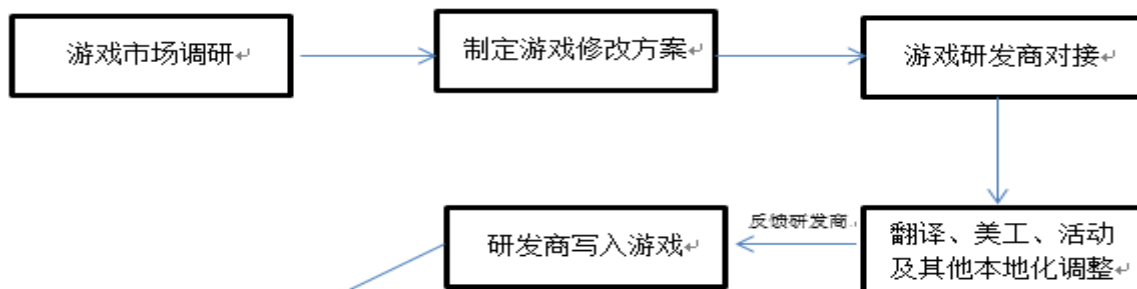 游戏市场调研
制定游戏修改方案
游戏研发商对接
研发商写入游戏
反馈研发商
翻译、美工、活动
及其他本地化调整